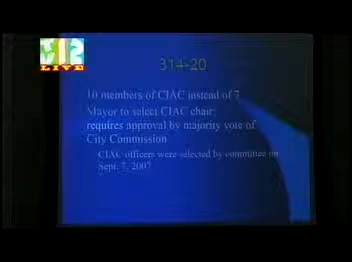 12
LIVE
314-20
10 members of CIAC instead of 7
Mayor to select CIAC chair;
requires approval by majority vote of
City Commission
CIAC officers were selected by committee on
Sept. 7, 2007